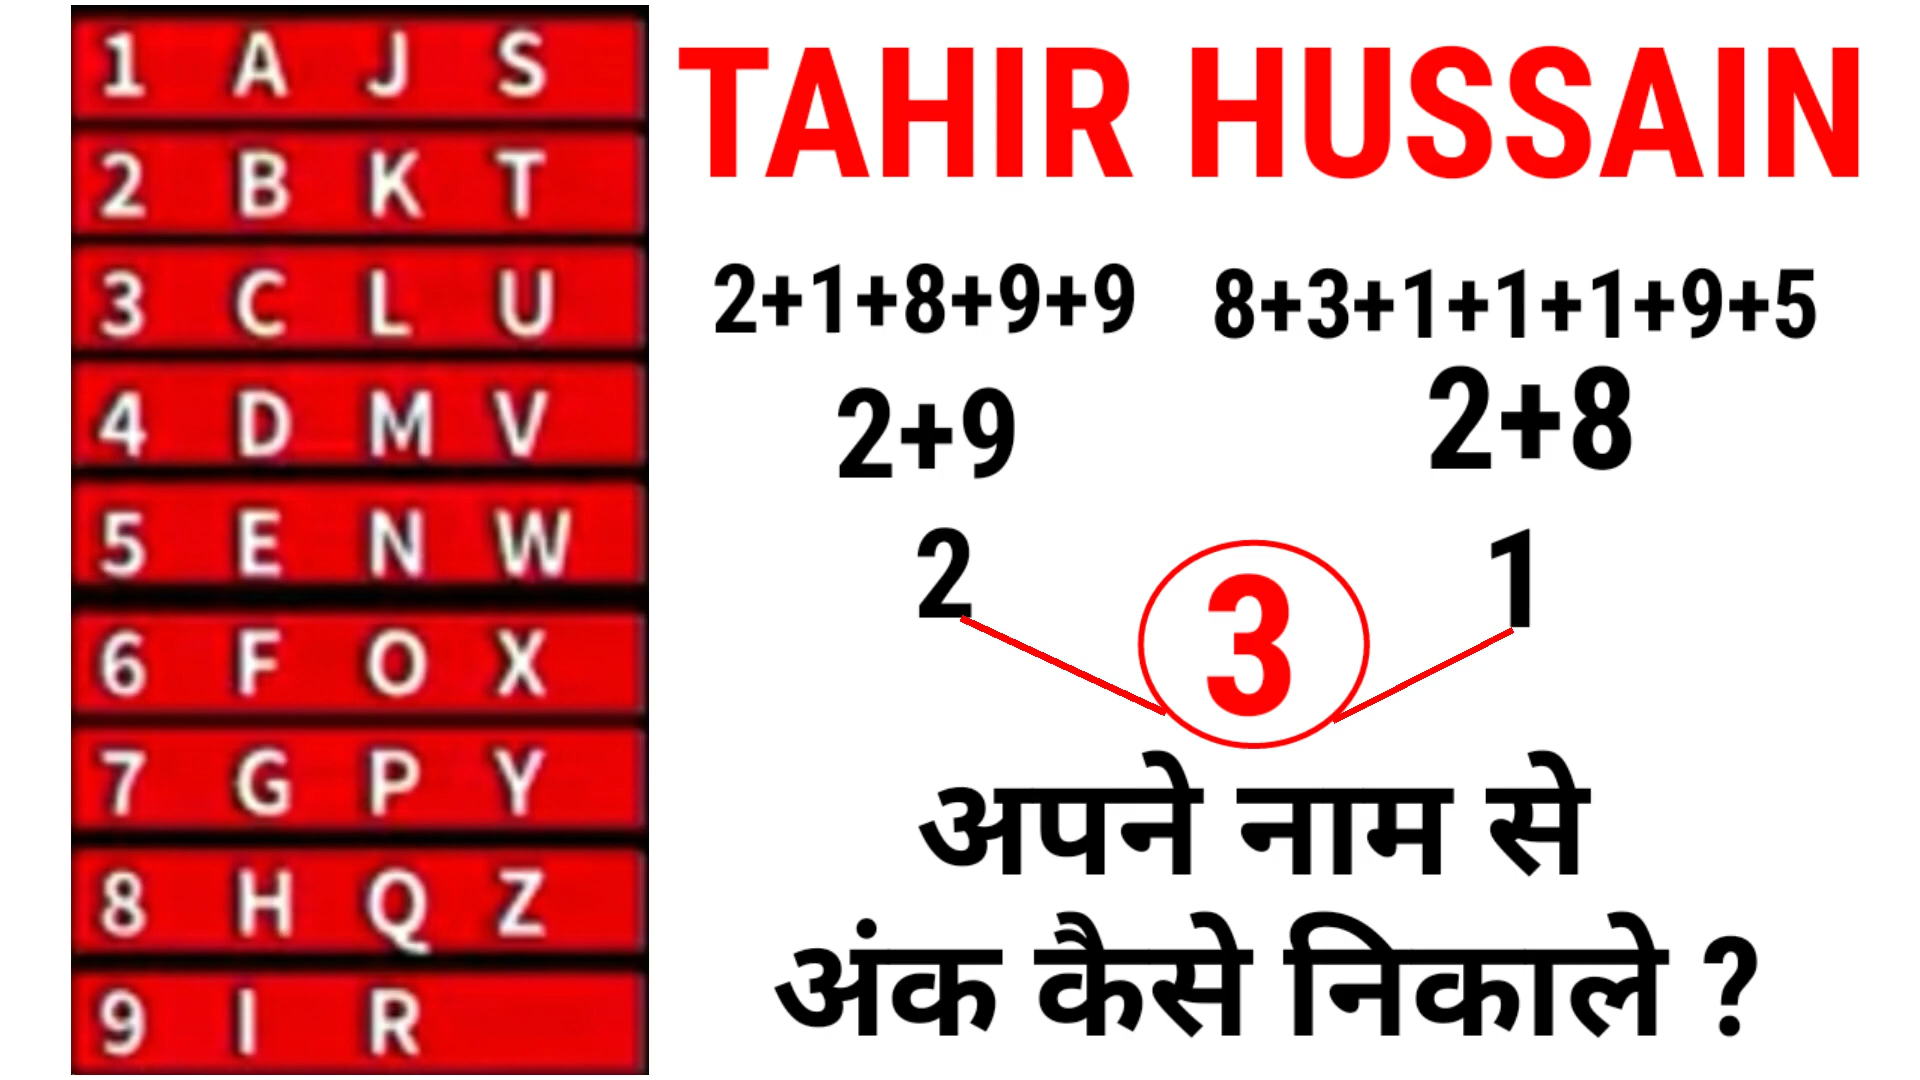 1 A J S
2 B K T
3 C L U
4 D M V
5 E N W
6 F O X
7 G P Y
8 H Q Z
9 I R
TAHIR HUSSAIN
2+1+8+9+9 8+3+1+1+1+9+5
2+9 2+8
2 1
3
अपने नाम से
अंक कैसे निकाले ?